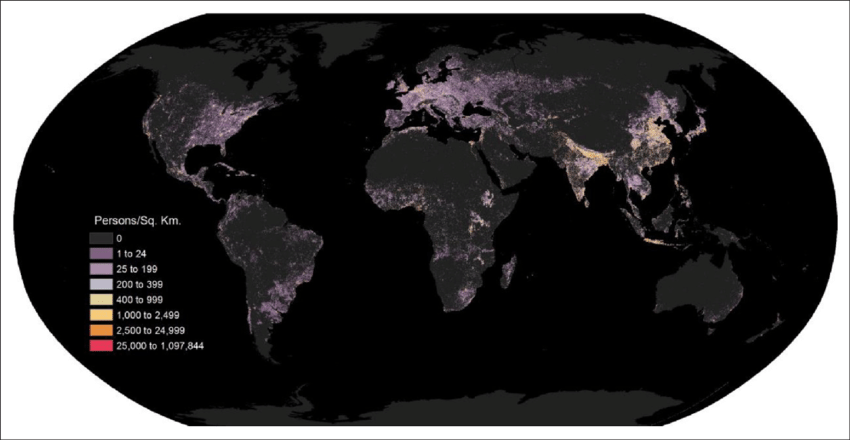 Persons/Sq. Km.
0
1 to 24
25 to 199
200 to 399
400 to 999
1,000 to 2,499
2,500 to 24,999
25,000 to 1,097,844